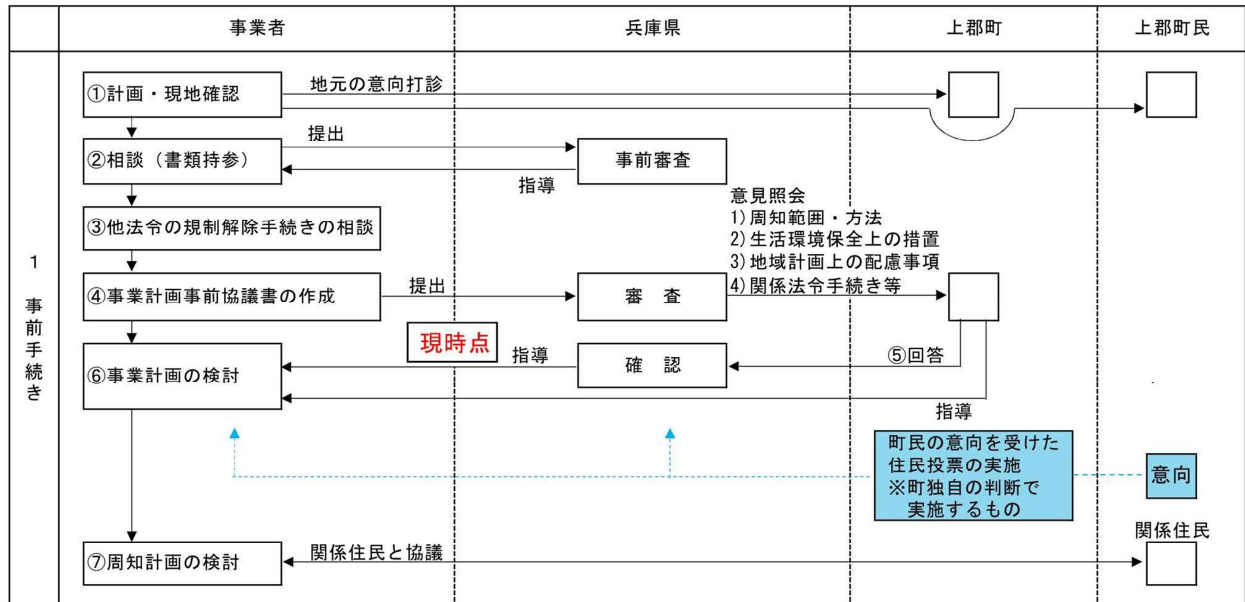 事業者
兵庫県
上郡町
上郡町民
1 事前手続き
①計画・現地確認
地元の意向打診
②相談（書類持参）
提出
事前審査
指導
③他法令の規制解除手続きの相談
意見照会
1)周知範囲・方法
2)生活環境保全上の措置
3)地域計画上の配慮事項
4)関係法令手続き等
④事業計画事前協議書の作成
提出
審 査
現時点
⑥事業計画の検討
指導
確 認
⑤回答
指導
町民の意向を受けた
住民投票の実施
※町独自の判断で
実施するもの
意向
関係住民
⑦周知計画の検討
関係住民と協議